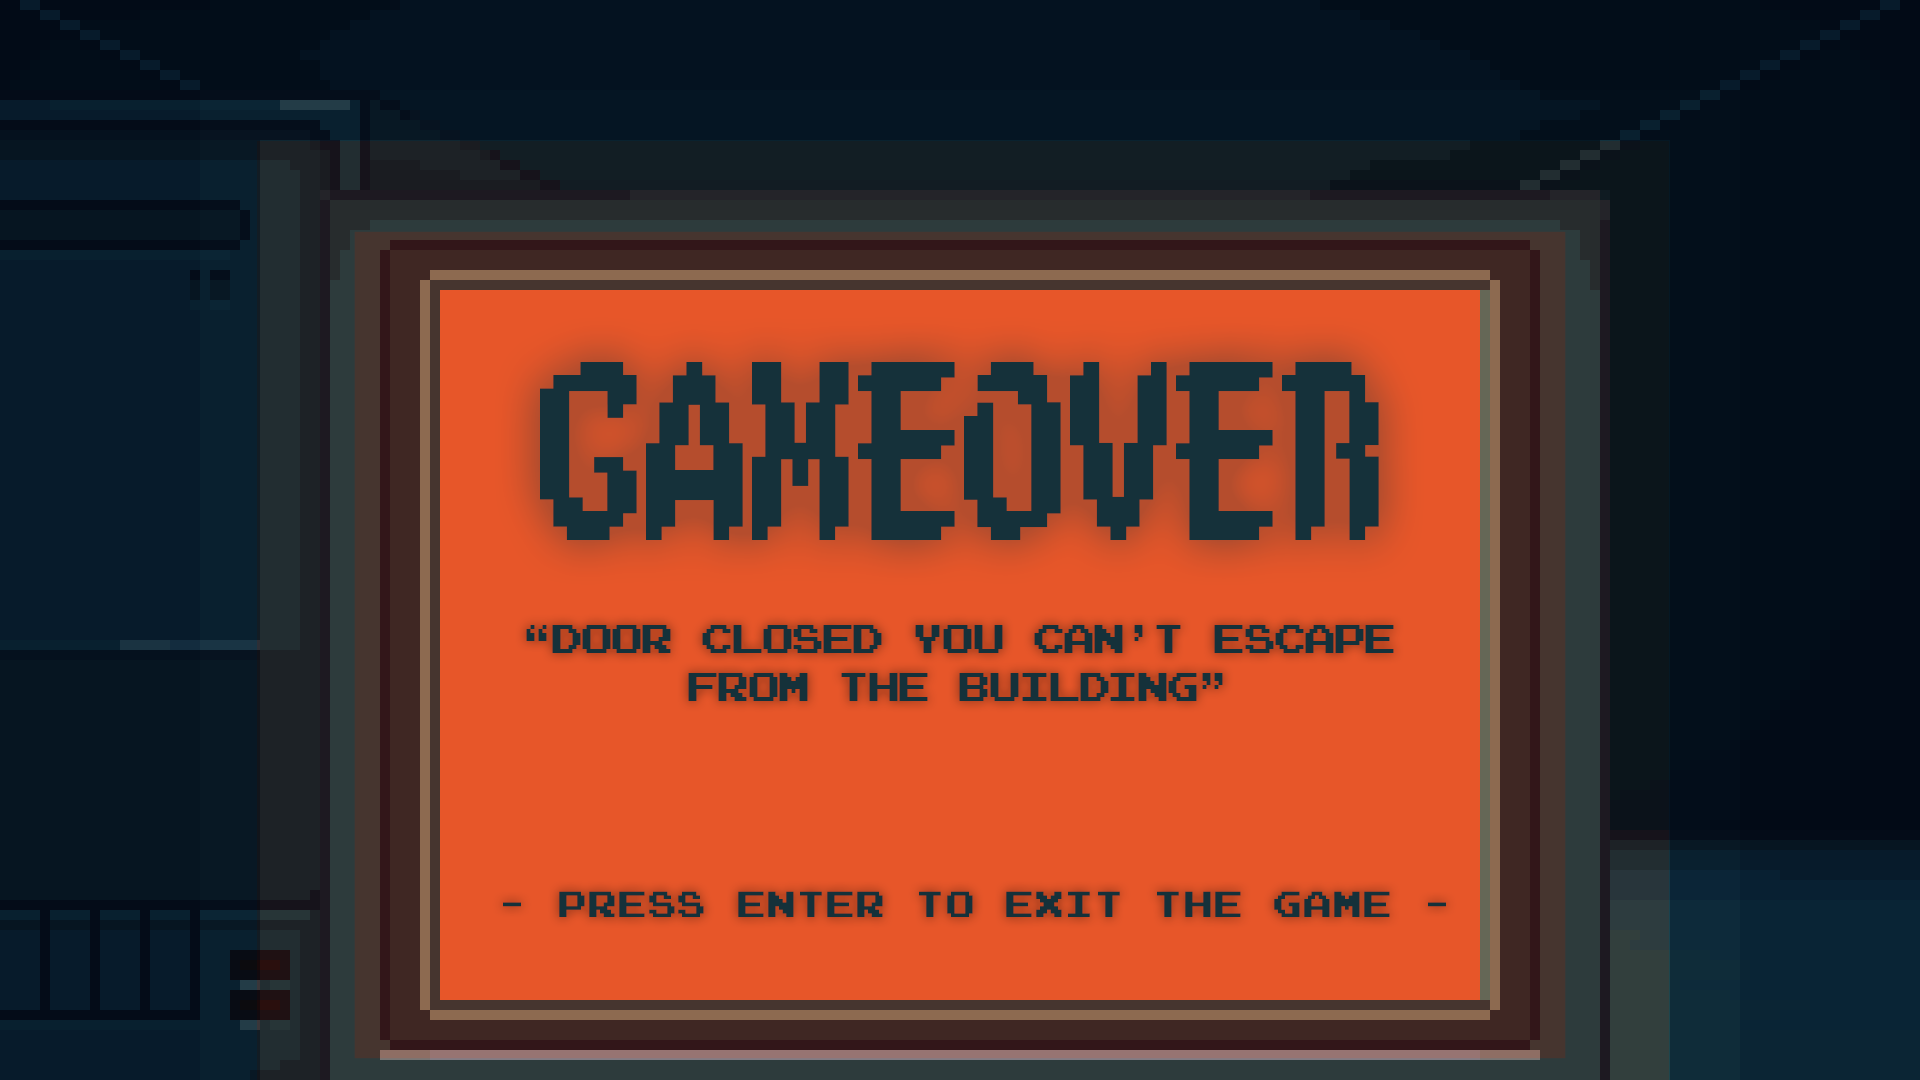 GAMEOVER
“DOOR CLOSED YOU CAN'T ESCAPE
FROM THE BUILDING”
- PRESS ENTER TO EXIT THE GAME -